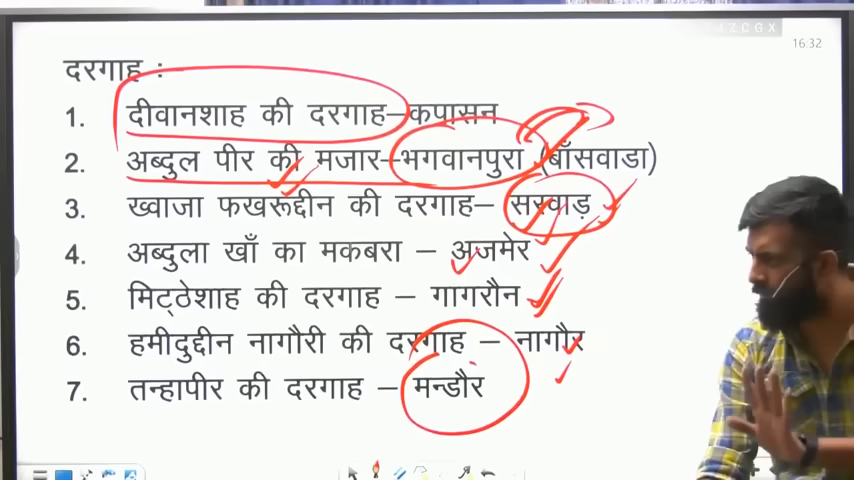 ZCGX
16:32
दरगाह :
1. दीवानशाह की दरगाह–कपासन
2. अब्दुल पीर की मजार–भगवानपुरा (बाँसवाडा)
3. ख्वाजा फखरूद्दीन की दरगाह– सरवाड़
4. अब्दुला खाँ का मकबरा – अजमेर
5. मिट्ठेशाह की दरगाह – गागरौन
6. हमीदुद्दीन नागौरी की दरगाह – नागौर
7. तन्हापीर की दरगाह – मन्डौर